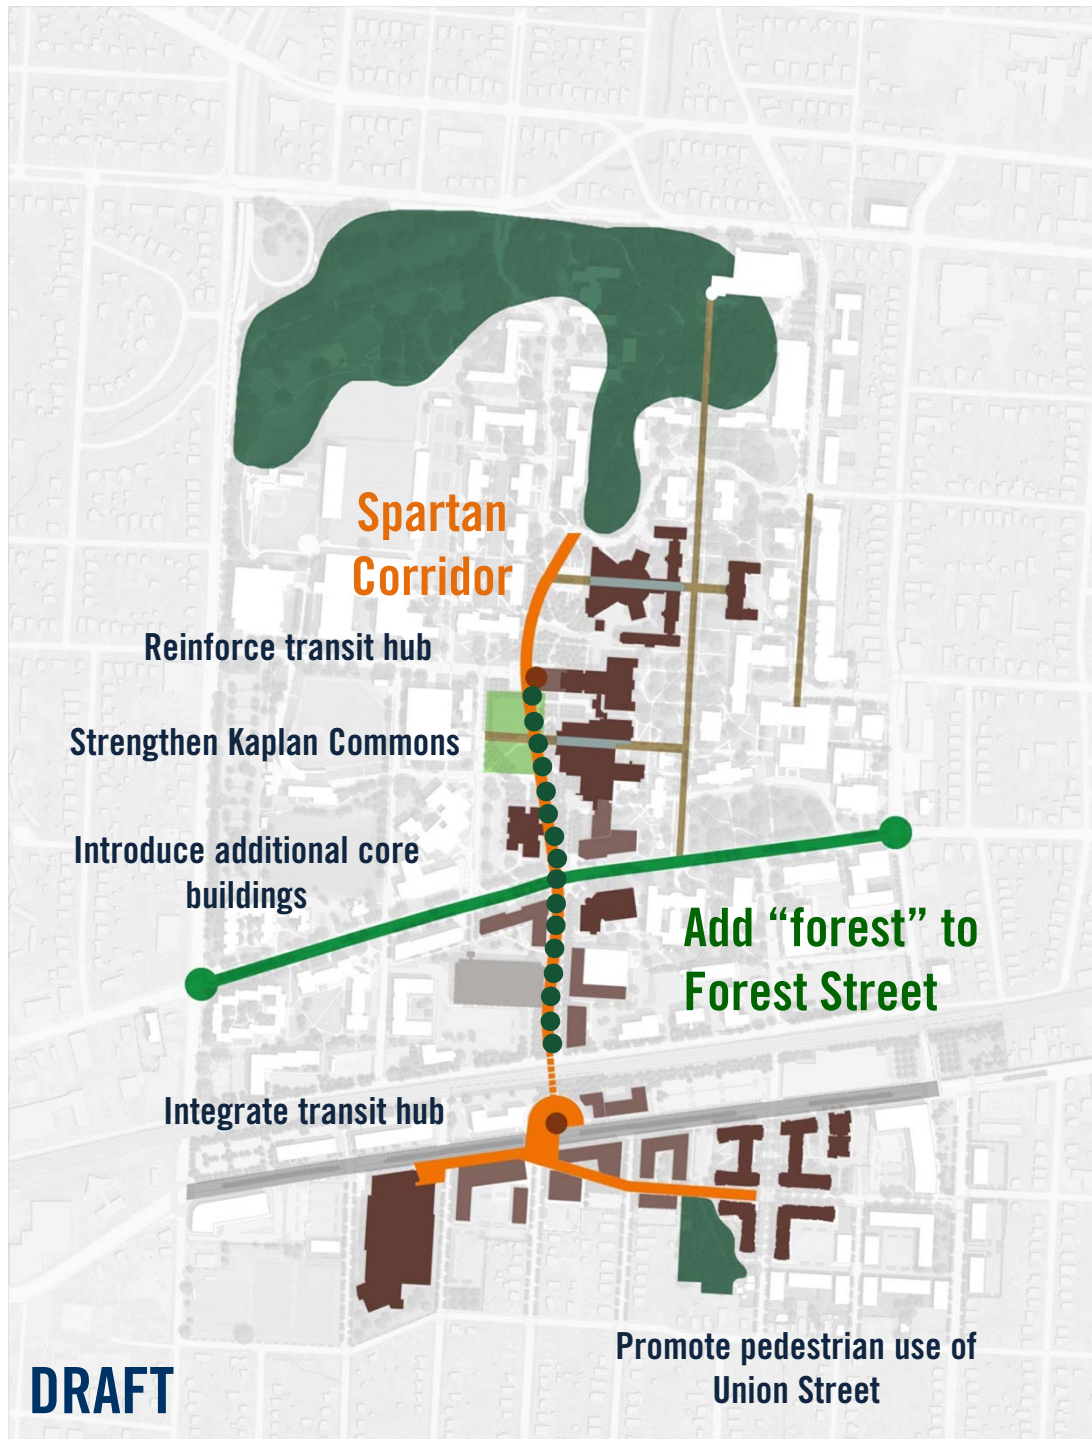 Spartan
Corridor
Reinforce transit hub
Strengthen Kaplan Commons
Introduce additional core
buildings
Add “forest” to
Forest Street
Integrate transit hub
Promote pedestrian use of
Union Street
DRAFT